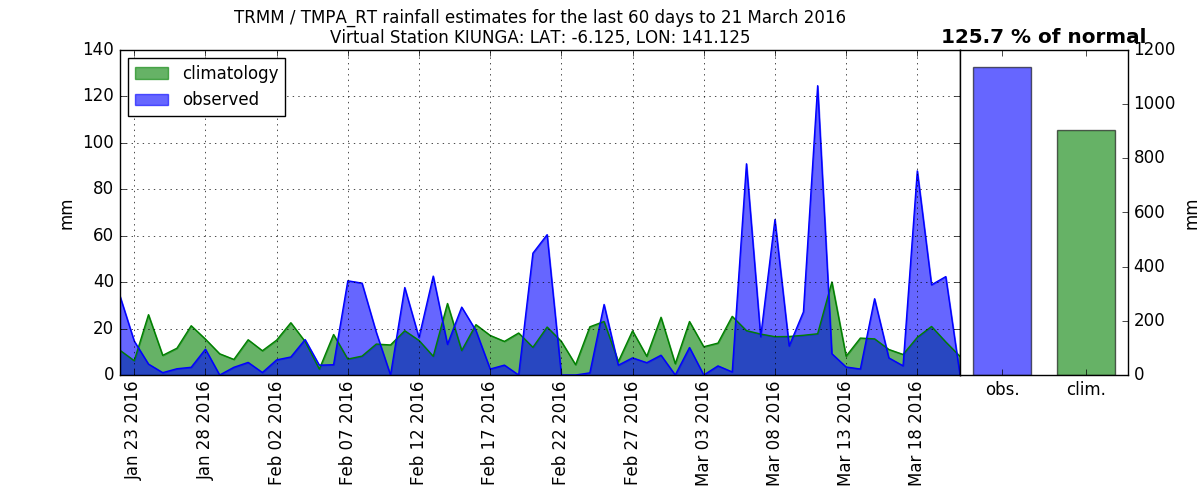 TRMM / TMPA_RT rainfall estimates for the last 60 days to 21 March 2016
Virtual Station KIUNGA: LAT: -6.125, LON: 141.125
125.7 % of normal
climatology
observed
mm
140
120
100
80
60
40
20
0
Jan 23 2016
Jan 28 2016
Feb 02 2016
Feb 07 2016
Feb 12 2016
Feb 17 2016
Feb 22 2016
Feb 27 2016
Mar 03 2016
Mar 08 2016
Mar 13 2016
Mar 18 2016
obs.
clim.
1200
1000
800
600
400
200
0
mm